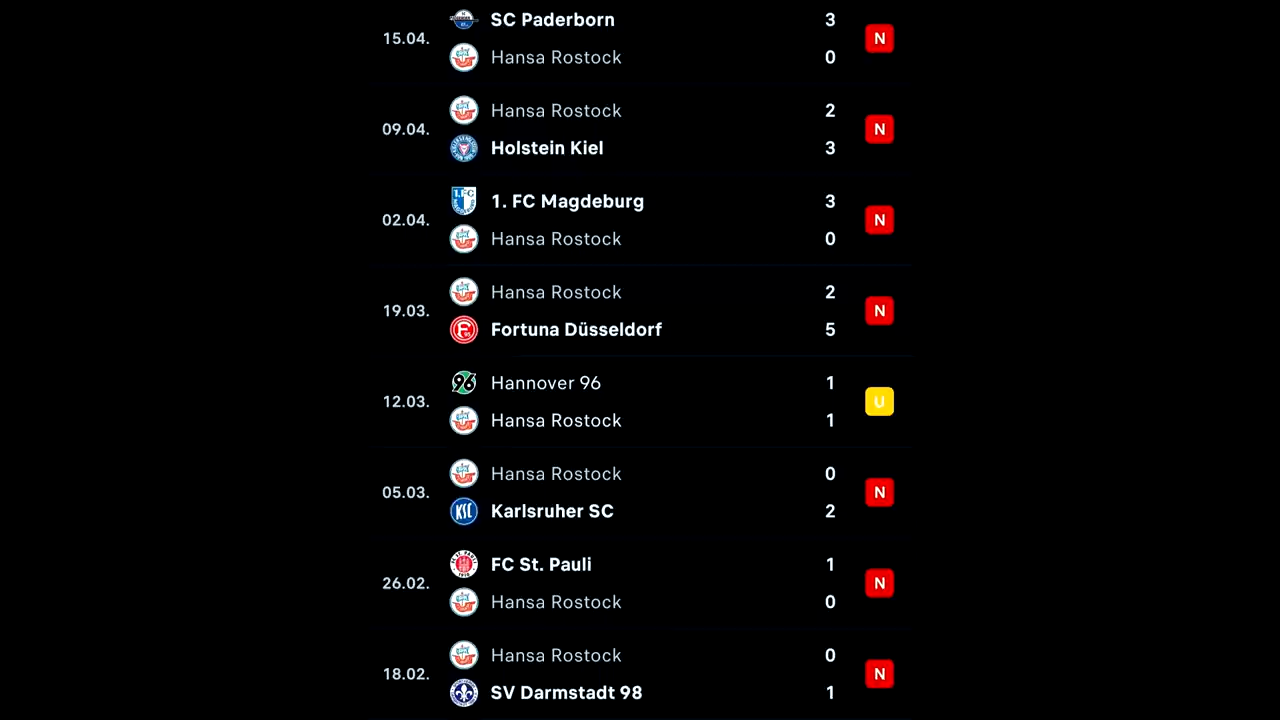 15.04.
SC Paderborn 3
Hansa Rostock 0
N
09.04.
Hansa Rostock 2
Holstein Kiel 3
N
02.04.
1. FC Magdeburg 3
Hansa Rostock 0
N
19.03.
Hansa Rostock 2
Fortuna Düsseldorf 5
N
12.03.
96 Hannover 96 1
Hansa Rostock 1
U
05.03.
Hansa Rostock 0
KSC Karlsruher SC 2
N
26.02.
FC St. Pauli 1
Hansa Rostock 0
N
18.02.
Hansa Rostock 0
SV Darmstadt 98 1
N